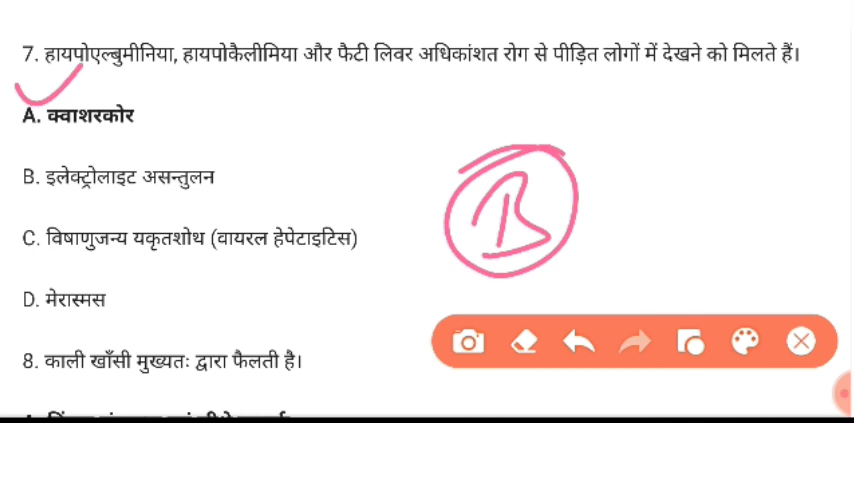 7. हायपोएल्बुमीनिया, हायपोकैलीमिया और फैटी लिवर अधिकांशत रोग से पीड़ित लोगों में देखने को मिलते हैं।
A. क्वाशरकोर
B. इलेक्ट्रोलाइट असन्तुलन
B
C. विषाणुजन्य यकृतशोथ (वायरल हेपेटाइटिस)
D. मेरास्मस
8. काली खाँसी मुख्यतः द्वारा फैलती है।